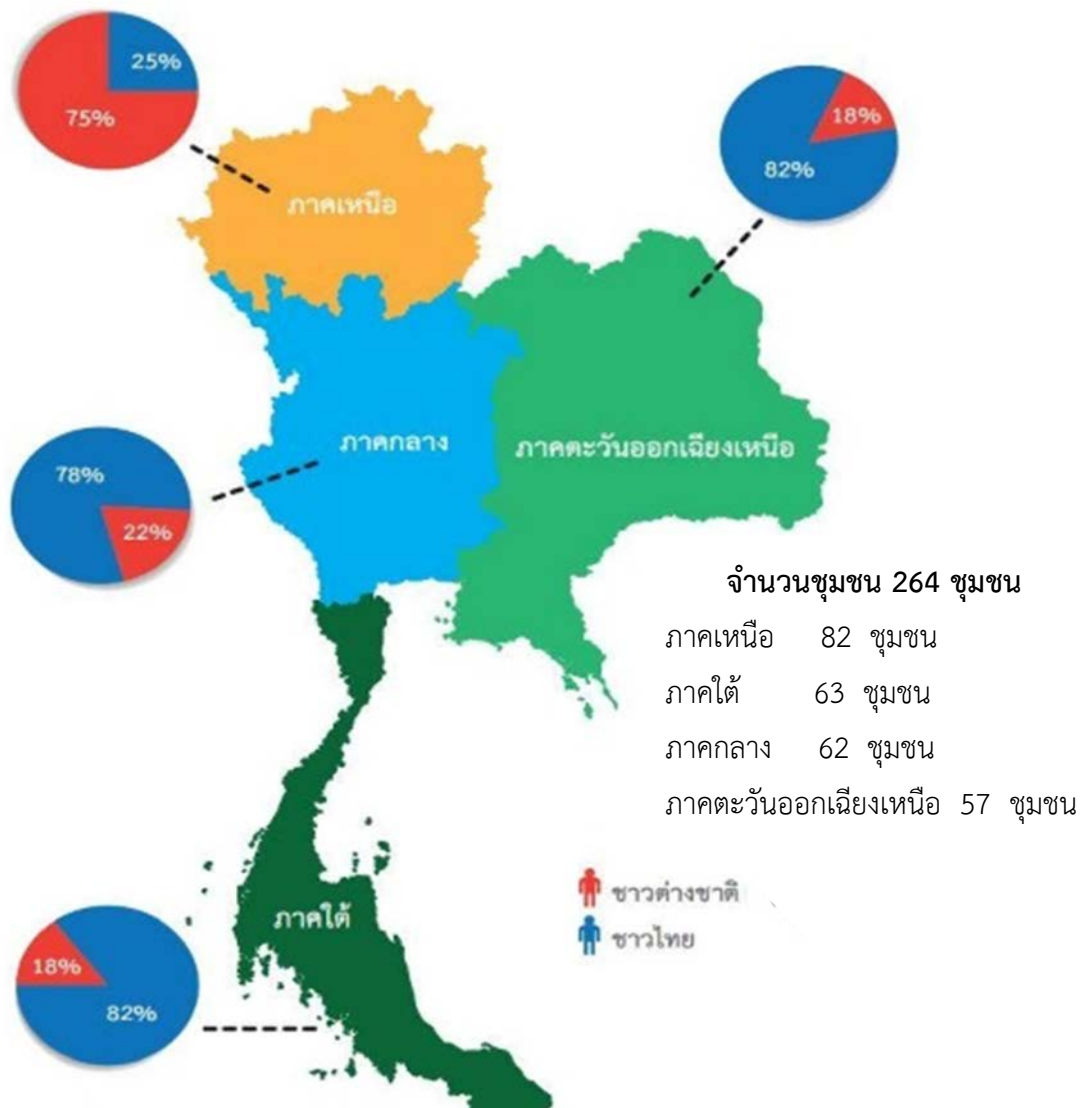 25%
75%
18%
82%
ภาคเหนือ
78%
22%
ภาคกลาง
ภาคตะวันออกเฉียงเหนือ
จำนวนชุมชน 264 ชุมชน
ภาคเหนือ 82 ชุมชน
ภาคใต้ 63 ชุมชน
ภาคกลาง 62 ชุมชน
ภาคตะวันออกเฉียงเหนือ 57 ชุมชน
ชาวต่างชาติ
ชาวไทย
ภาคใต้
18%
82%